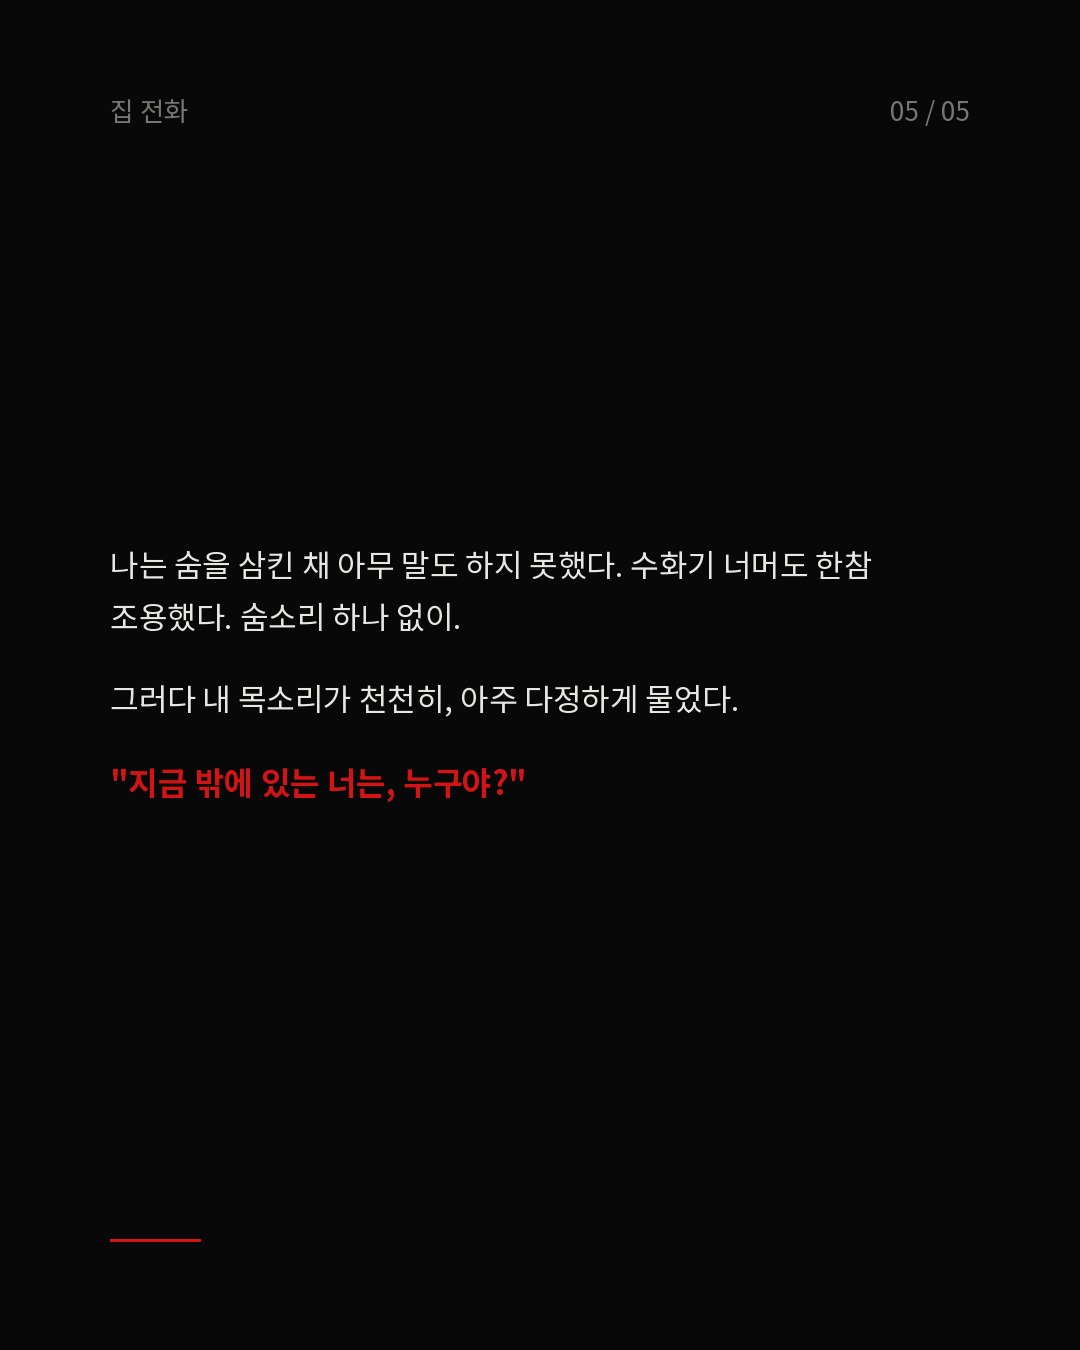 집 전화
05 / 05
나는 숨을 삼킨 채 아무 말도 하지 못했다. 수화기 너머도 한참
조용했다. 숨소리 하나 없이.
그러다 내 목소리가 천천히, 아주 다정하게 물었다.
"지금 밖에 있는 너는, 누구야?"